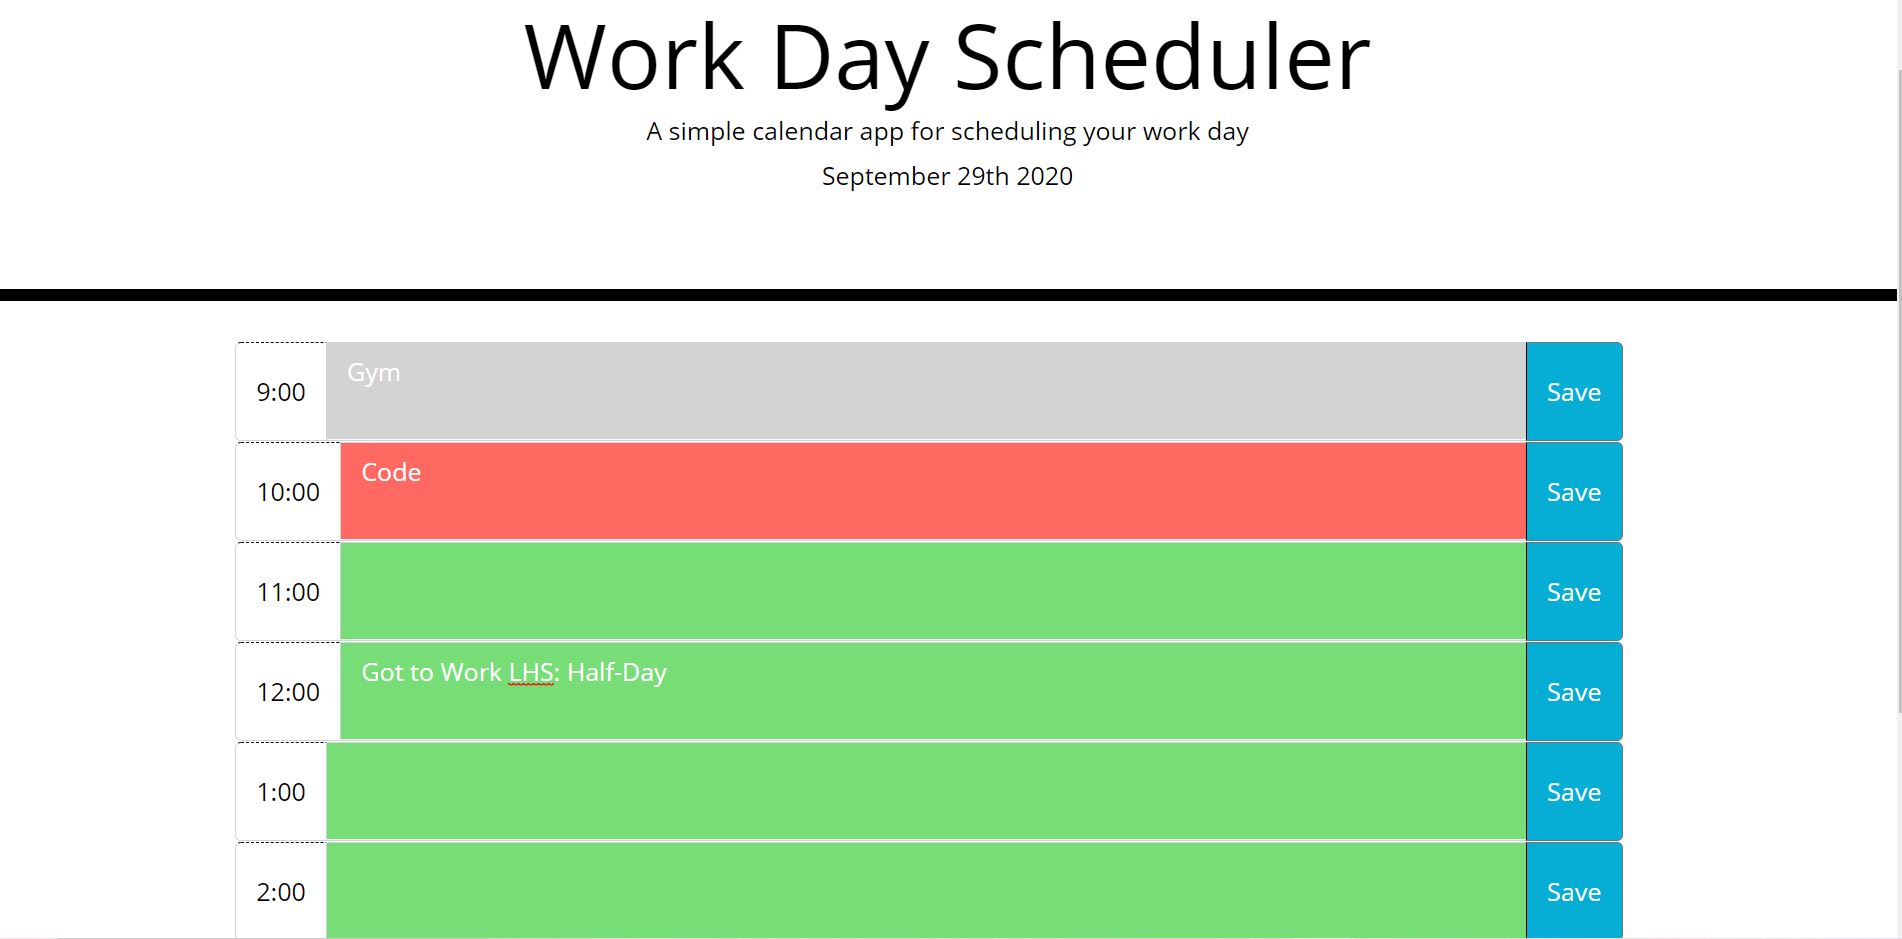 Work Day Scheduler
A simple calendar app for scheduling your work day
September 29th 2020
9:00 Gym Save
10:00 Code Save
11:00 Save
12:00 Got to Work LHS: Half-Day Save
1:00 Save
2:00 Save